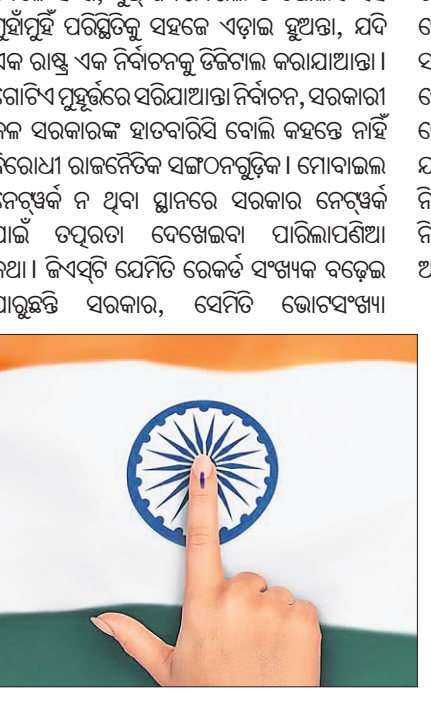 ମୁହାଁମୁହିଁ ପରିସ୍ଥିତିକୁ ସହଜେ ଏଡ଼ାଇ ହୁଅନ୍ତା, ଯଦି
ଏକ ରାଷ୍ଟ୍ର ଏକ ନିର୍ବାଚନକୁ ଡିଜିଟାଲ କରାଯାଆନ୍ତା ।
ଗୋଟିଏ ମୁହୂର୍ତ୍ତରେ ସରିଯାଆନ୍ତା ନିର୍ବାଚନ, ସରକାରୀ
କଳ ସରକାରଙ୍କ ହାତବାରିସି ବୋଲି କହନ୍ତେ ନାହିଁ
ବିରୋଧୀ ରାଜନୈତିକ ସଙ୍ଗଠନଗୁଡ଼ିକ । ମୋବାଇଲ
ନେଟ୍‌ୱର୍କ ନ ଥିବା ସ୍ଥାନରେ ସରକାର ନେଟ୍‌ୱର୍କ
ପାଇଁ ତତ୍ପରତା ଦେଖେଇବା ପାରିଲାପଣିଆ
କଥା । ଜିଏସ୍‌ଟି ଯେମିତି ରେକର୍ଡ ସଂଖ୍ୟକ ବଢ଼େଇ
ପାରୁଛନ୍ତି ସରକାର, ସେମିତି ଭୋଟସଂଖ୍ୟା